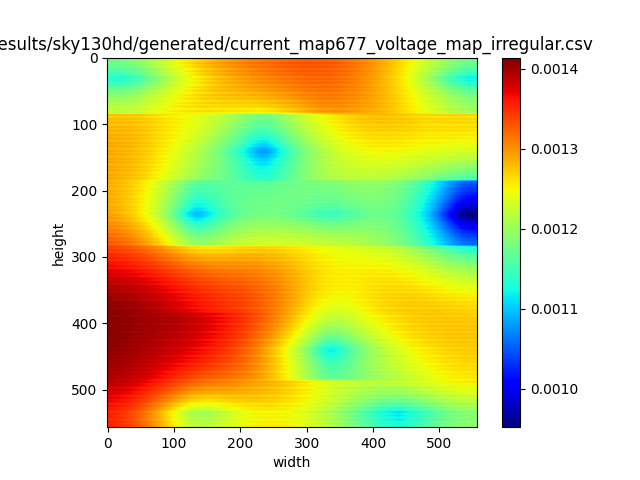 esults/sky130hd/generated/current_map677_voltage_map_irregular.csv
0
100
200
300
400
500
height
0 100 200 300 400 500
width
0.0014
0.0013
0.0012
0.0011
0.0010